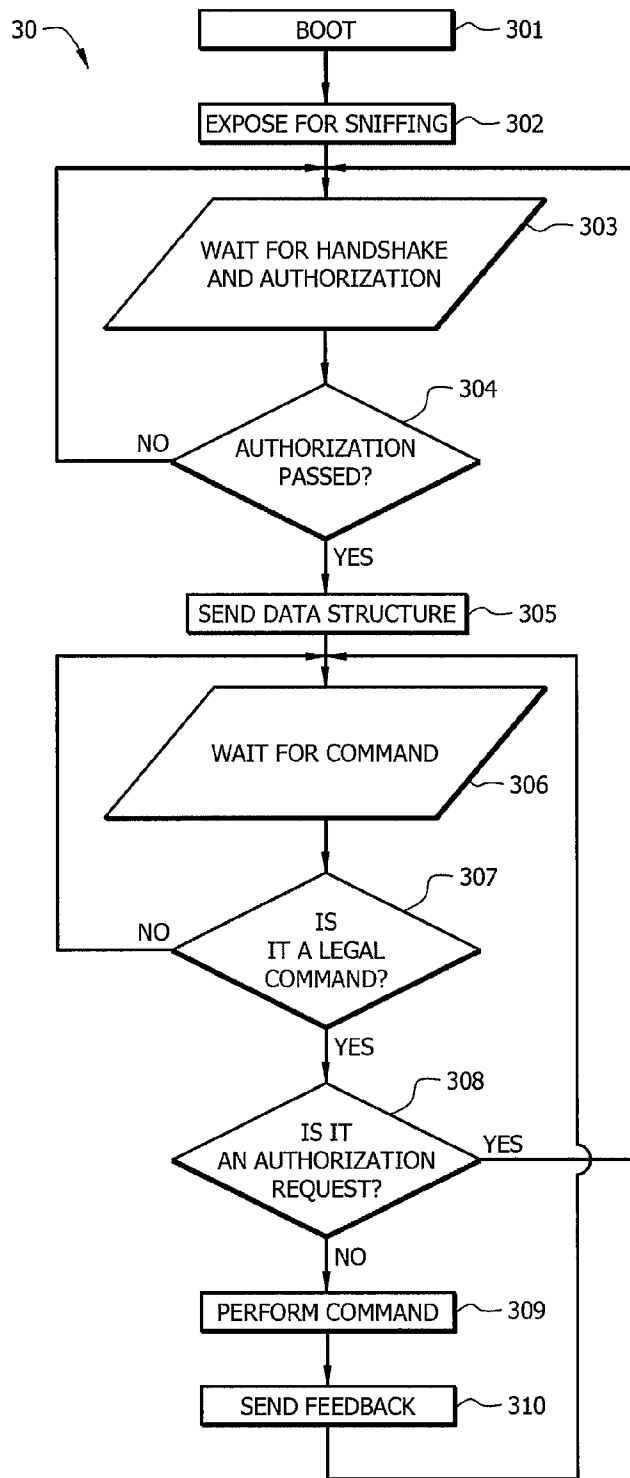 30
BOOT
301
EXPOSE FOR SNIFFING
302
WAIT FOR HANDSHAKE
AND AUTHORIZATION
303
304
NO
AUTHORIZATION
PASSED?
YES
SEND DATA STRUCTURE
305
WAIT FOR COMMAND
306
307
NO
IS
IT A LEGAL
COMMAND?
YES
308
IS IT
AN AUTHORIZATION
REQUEST?
YES
NO
PERFORM COMMAND
309
SEND FEEDBACK
310